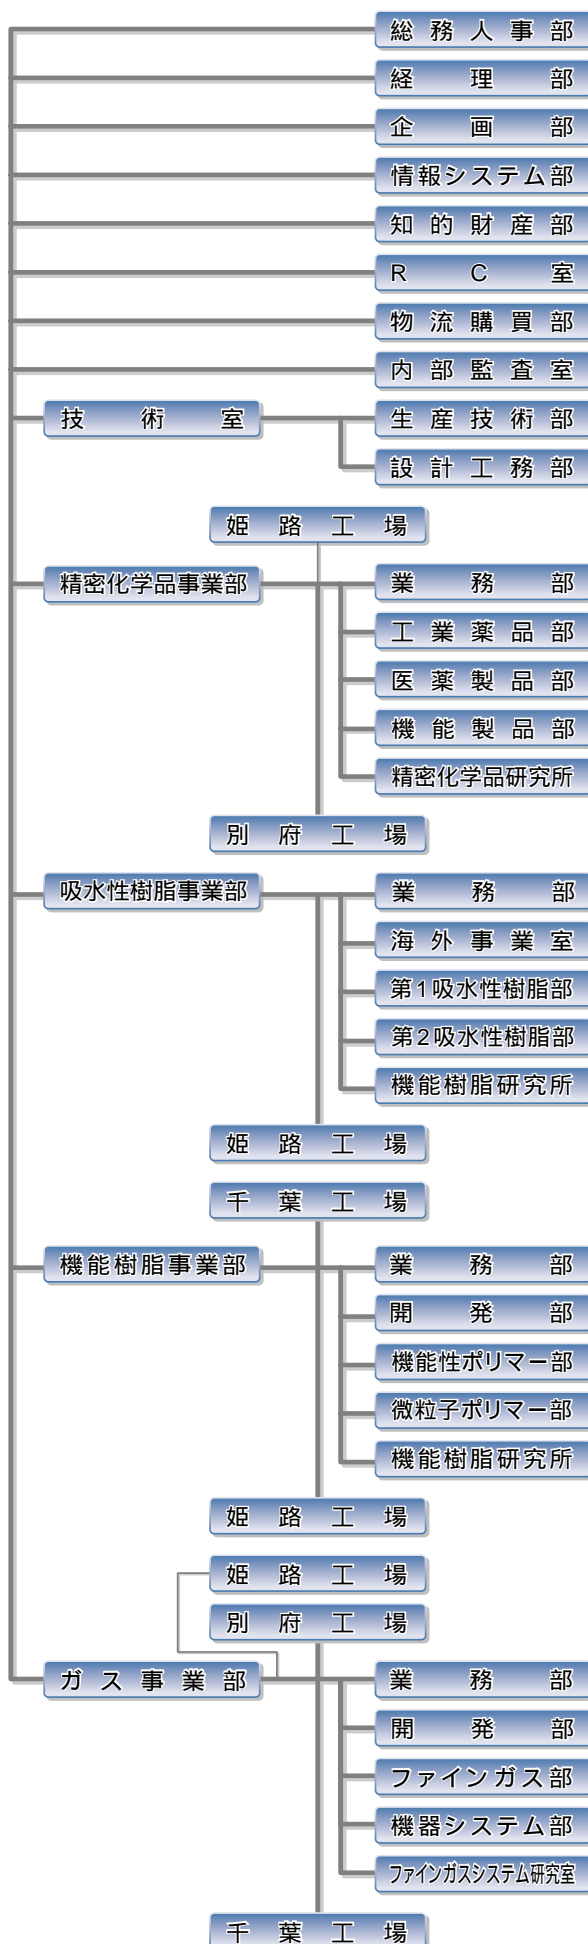 総務人事部
経理部
企画部
情報システム部
知的財産部
RC室
物流購買部
内部監査室
技術室
生産技術部
設計工務部
姫路工場
精密化学品事業部
業務部
工業薬品部
医薬製品部
機能製品部
精密化学品研究所
別府工場
吸水性樹脂事業部
業務部
海外事業室
第1吸水性樹脂部
第2吸水性樹脂部
機能樹脂研究所
姫路工場
千葉工場
機能樹脂事業部
業務部
開発部
機能性ポリマー部
微粒子ポリマー部
機能樹脂研究所
姫路工場
姫路工場
別府工場
ガス事業部
業務部
開発部
ファインガス部
機器システム部
ファインガスシステム研究室
千葉工場